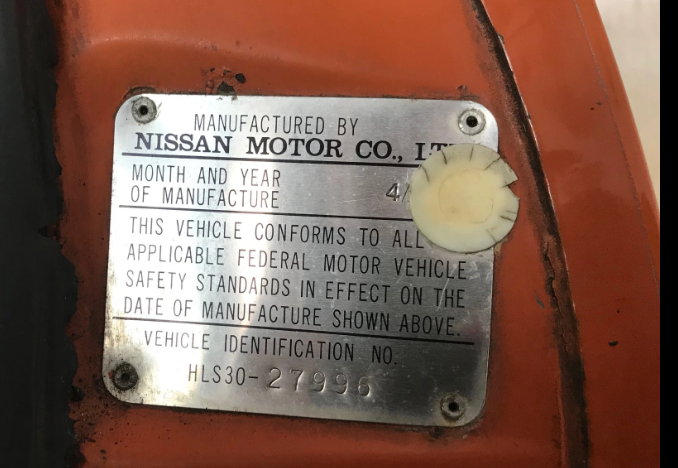 MANUFACTURED BY
NISSAN MOTOR CO.,
MONTH AND YEAR
OF MANUFACTURE 4/
THIS VEHICLE CONFORMS TO ALL
APPLICABLE FEDERAL MOTOR VEHICLE
SAFETY STANDARDS IN EFFECT ON THE
DATE OF MANUFACTURE SHOWN ABOVE.
VEHICLE IDENTIFICATION NO.
HLS30-27996